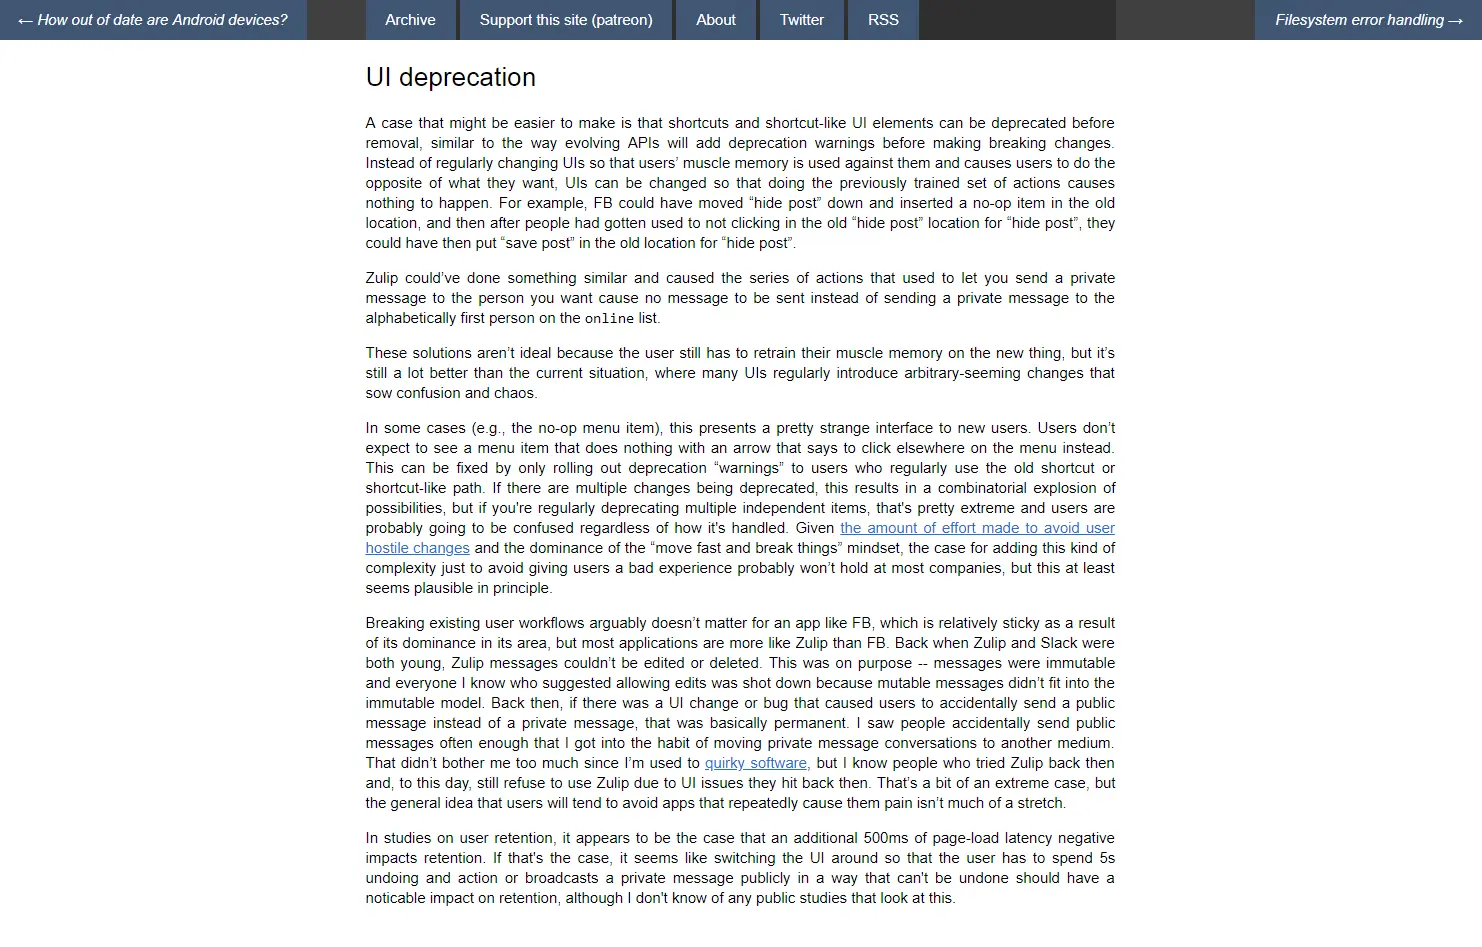 ← How out of date are Android devices?
Archive
Support this site (patreon)
About
Twitter
RSS
Filesystem error handling →
UI deprecation
A case that might be easier to make is that shortcuts and shortcut-like UI elements can be deprecated before
removal, similar to the way evolving APIs will add deprecation warnings before making breaking changes.
Instead of regularly changing UIs so that users’ muscle memory is used against them and causes users to do the
opposite of what they want, UIs can be changed so that doing the previously trained set of actions causes
nothing to happen. For example, FB could have moved “hide post” down and inserted a no-op item in the old
location, and then after people had gotten used to not clicking in the old “hide post” location for “hide post”, they
could have then put “save post” in the old location for “hide post”.
Zulip could’ve done something similar and caused the series of actions that used to let you send a private
message to the person you want cause no message to be sent instead of sending a private message to the
alphabetically first person on the online list.
These solutions aren’t ideal because the user still has to retrain their muscle memory on the new thing, but it’s
still a lot better than the current situation, where many UIs regularly introduce arbitrary-seeming changes that
sow confusion and chaos.
In some cases (e.g., the no-op menu item), this presents a pretty strange interface to new users. Users don’t
expect to see a menu item that does nothing with an arrow that says to click elsewhere on the menu instead.
This can be fixed by only rolling out deprecation “warnings” to users who regularly use the old shortcut or
shortcut-like path. If there are multiple changes being deprecated, this results in a combinatorial explosion of
possibilities, but if you're regularly deprecating multiple independent items, that's pretty extreme and users are
probably going to be confused regardless of how it's handled. Given the amount of effort made to avoid user
hostile changes and the dominance of the “move fast and break things” mindset, the case for adding this kind of
complexity just to avoid giving users a bad experience probably won’t hold at most companies, but this at least
seems plausible in principle.
Breaking existing user workflows arguably doesn’t matter for an app like FB, which is relatively sticky as a result
of its dominance in its area, but most applications are more like Zulip than FB. Back when Zulip and Slack were
both young, Zulip messages couldn’t be edited or deleted. This was on purpose -- messages were immutable
and everyone I know who suggested allowing edits was shot down because mutable messages didn’t fit into the
immutable model. Back then, if there was a UI change or bug that caused users to accidentally send a public
message instead of a private message, that was basically permanent. I saw people accidentally send public
messages often enough that I got into the habit of moving private message conversations to another medium.
That didn’t bother me too much since I’m used to quirky software, but I know people who tried Zulip back then
and, to this day, still refuse to use Zulip due to UI issues they hit back then. That’s a bit of an extreme case, but
the general idea that users will tend to avoid apps that repeatedly cause them pain isn’t much of a stretch.
In studies on user retention, it appears to be the case that an additional 500ms of page-load latency negative
impacts retention. If that's the case, it seems like switching the UI around so that the user has to spend 5s
undoing and action or broadcasts a private message publicly in a way that can't be undone should have a
noticable impact on retention, although I don't know of any public studies that look at this.